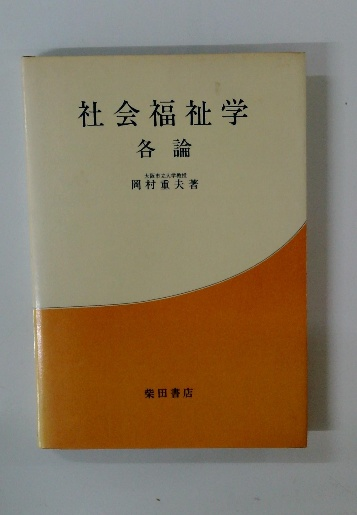 社会福祉学
各論
大阪市立大学教授
岡村重夫著
柴田書店